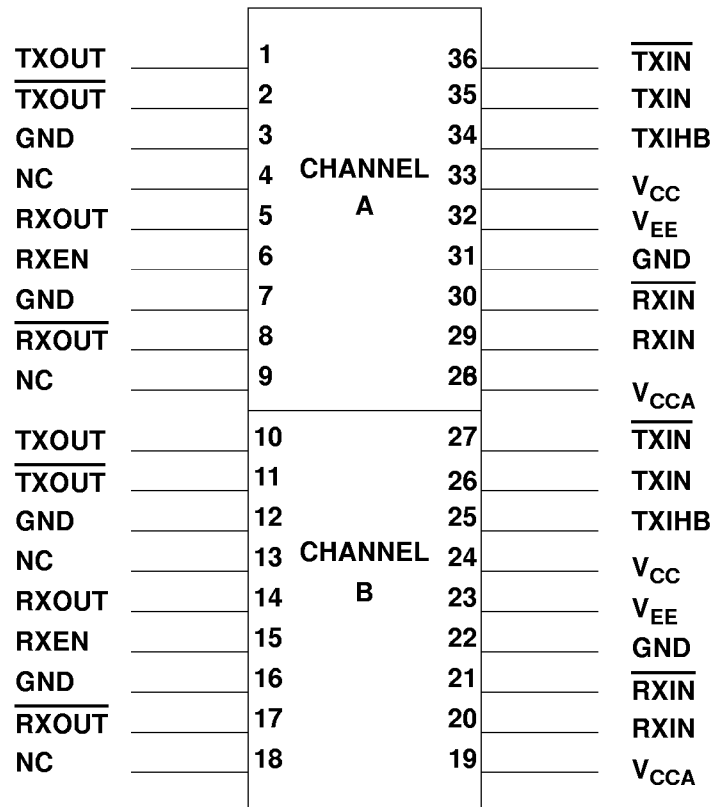 TXOUT 1 36 TXIN
TXOUT 2 35 TXIN
GND 3 34 TXIHB
NC 4 CHANNEL 33 VCC
RXOUT 5 A 32 VEE
RXEN 6 31 GND
GND 7 30 RXIN
RXOUT 8 29 RXIN
NC 9 28 VCCA
TXOUT 10 27 TXIN
TXOUT 11 26 TXIN
GND 12 25 TXIHB
NC 13 CHANNEL 24 VCC
RXOUT 14 B 23 VEE
RXEN 15 22 GND
GND 16 21 RXIN
RXOUT 17 20 RXIN
NC 18 19 VCCA